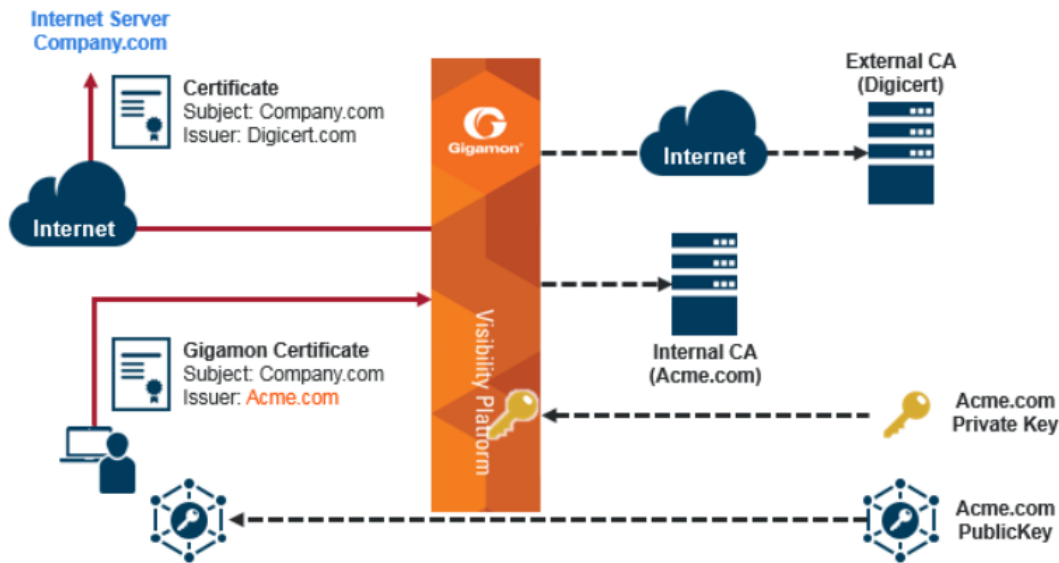 Internet Server
Company.com
Certificate
Subject: Company.com
Issuer: Digicert.com
Internet
Gigamon®
Visibility Platform
Internet
External CA
(Digicert)
Internal CA
(Acme.com)
Gigamon Certificate
Subject: Company.com
Issuer: Acme.com
Acme.com
Private Key
Acme.com
PublicKey